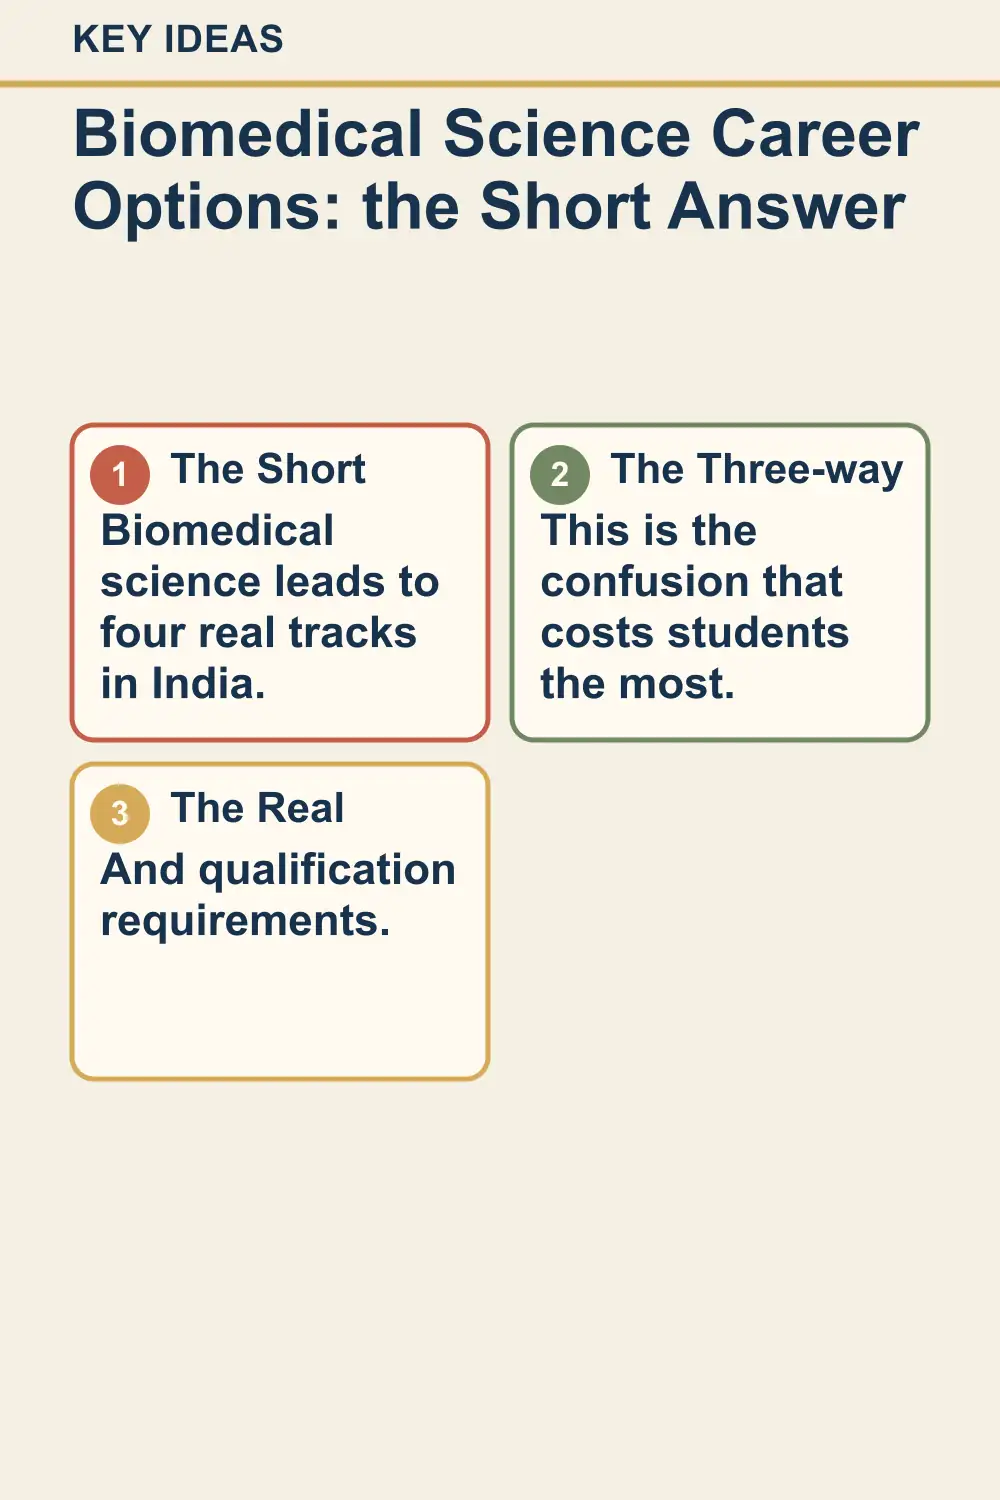 KEY IDEAS
Biomedical Science Career
Options: the Short Answer
1 The Short
Biomedical
science leads to
four real tracks
in India.
2 The Three-way
This is the
confusion that
costs students
the most.
3 The Real
And qualification
requirements.